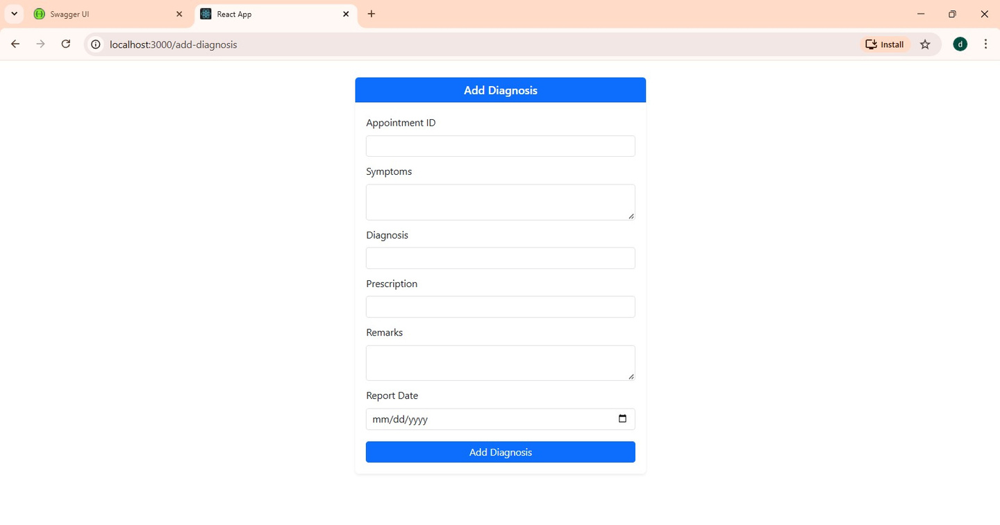 Swagger UI
React App
localhost:3000/add-diagnosis
Install
d
Add Diagnosis
Appointment ID
Symptoms
Diagnosis
Prescription
Remarks
Report Date
mm/dd/yyyy
Add Diagnosis